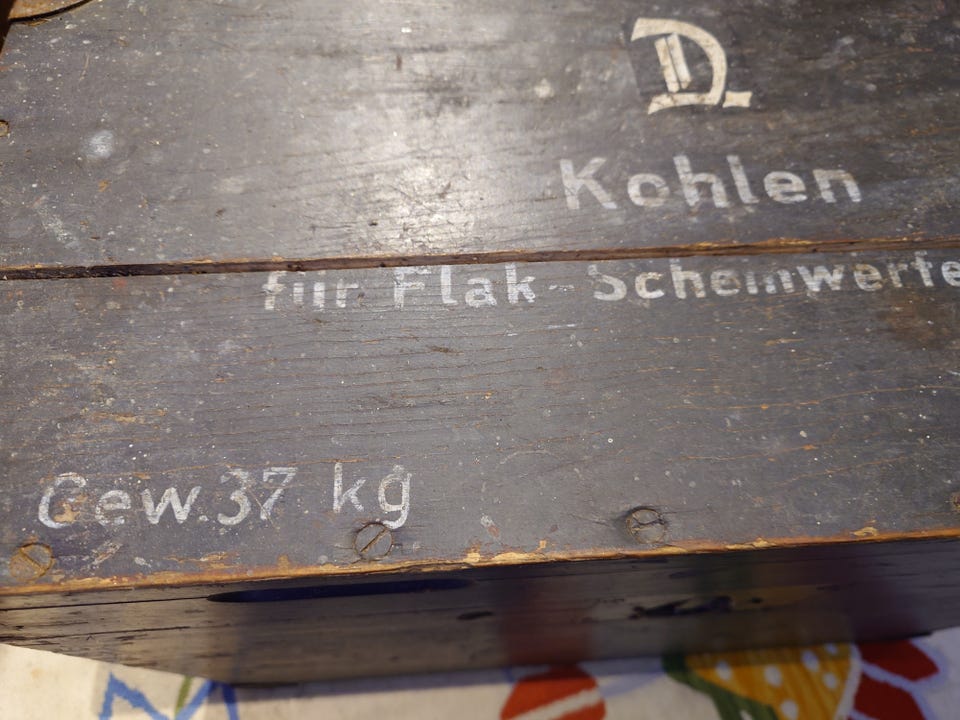 D.
Kohlen
für Flak-Scheinwerfe
Gew. 37 kg